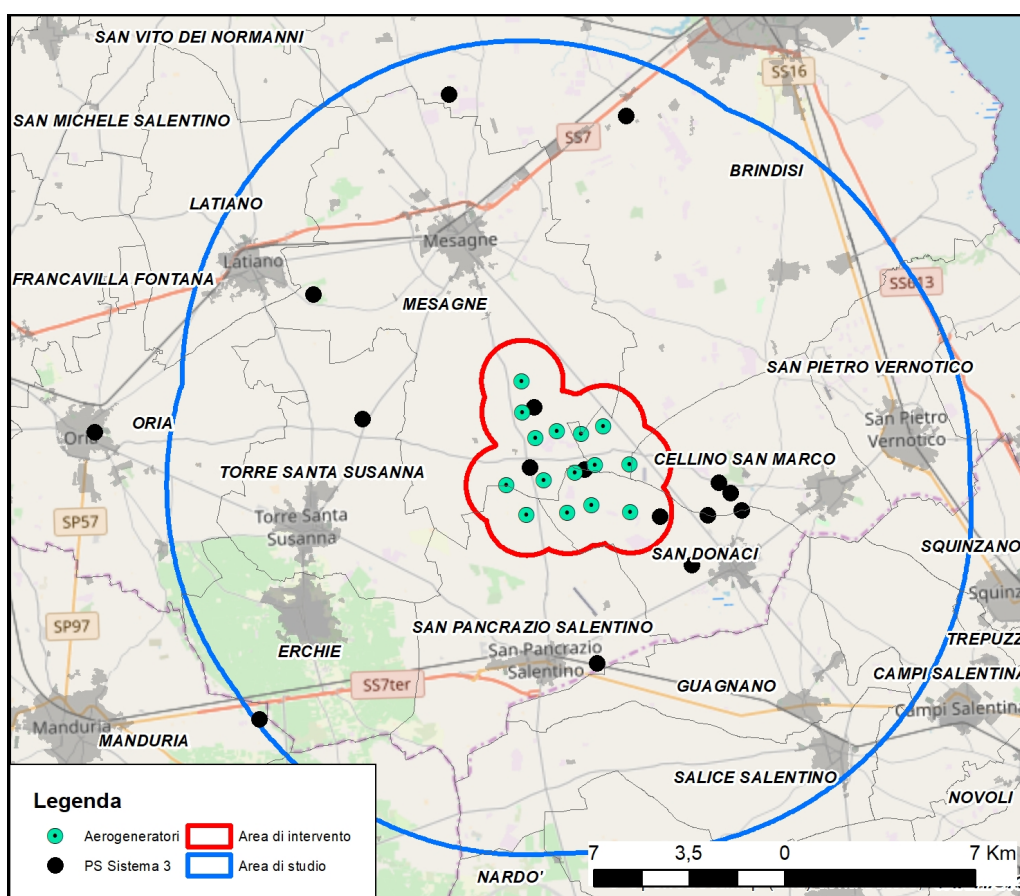 SAN VITO DEI NORMANNI
SS16
SAN MICHELE SALENTINO
SS7
BRINDISI
LATIANO
Mesagne
Latiano
FRANCAVILLA FONTANA
SS613
MESAGNE
SAN PIETRO VERNOTICO
San Pietro
Vernotico
ORIA
Oria
CELLINO SAN MARCO
TORRE SANTA SUSANNA
SP57
Torre Santa
Susanna
SQUINZANO
SAN DONACI
Squinz
SP97
SAN PANCRAZIO SALENTINO
TREPUZZ
ERCHIE
San Pancrazio
Salentino
CAMPI SALENTINA
SS7ter
GUAGNANO
Campi Salentina
Manduria
MANDURIA
SALICE SALENTINO
NOVOLI
Legenda
Aerogeneratori
Area di intervento
PS Sistema 3
Area di studio
7 3,5 0 7 Km
NARDO'